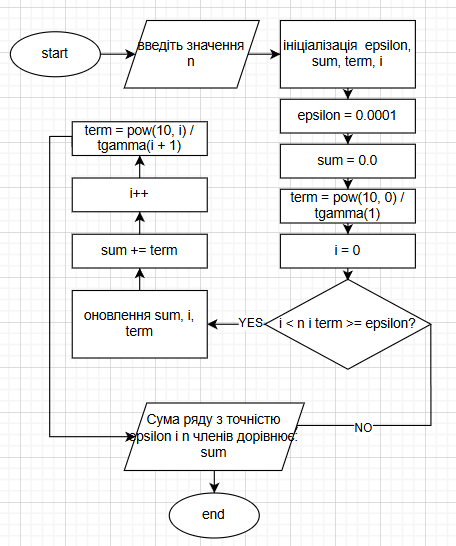 start
введіть значення
n
ініціалізація epsilon,
sum, term, i
epsilon = 0.0001
sum = 0.0
term = pow(10, 0) /
tgamma(1)
i = 0
i < n і term >= epsilon?
YES
оновлення sum, i,
term
sum += term
i++
term = pow(10, i) /
tgamma(i + 1)
NO
Сума ряду з точністю
epsilon і n членів дорівнює:
sum
end